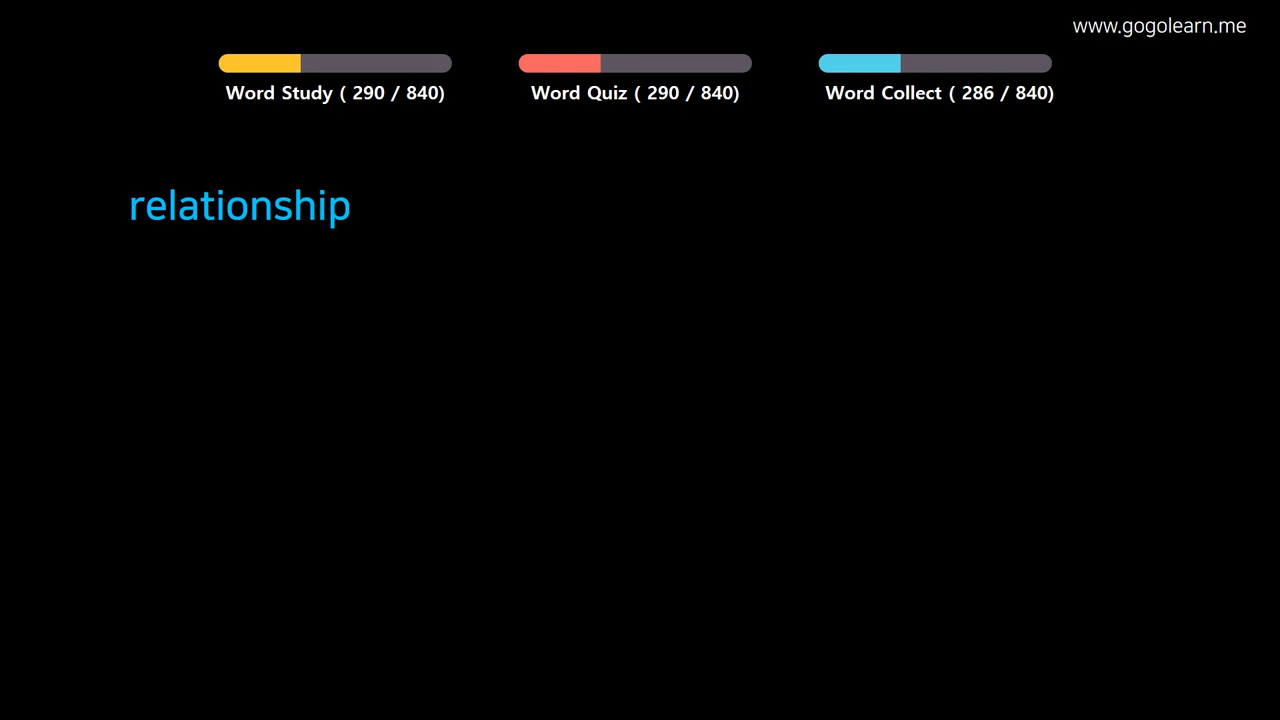 www.gogolearn.me
Word Study ( 290 / 840)
Word Quiz ( 290 / 840)
Word Collect ( 286 / 840)
relationship